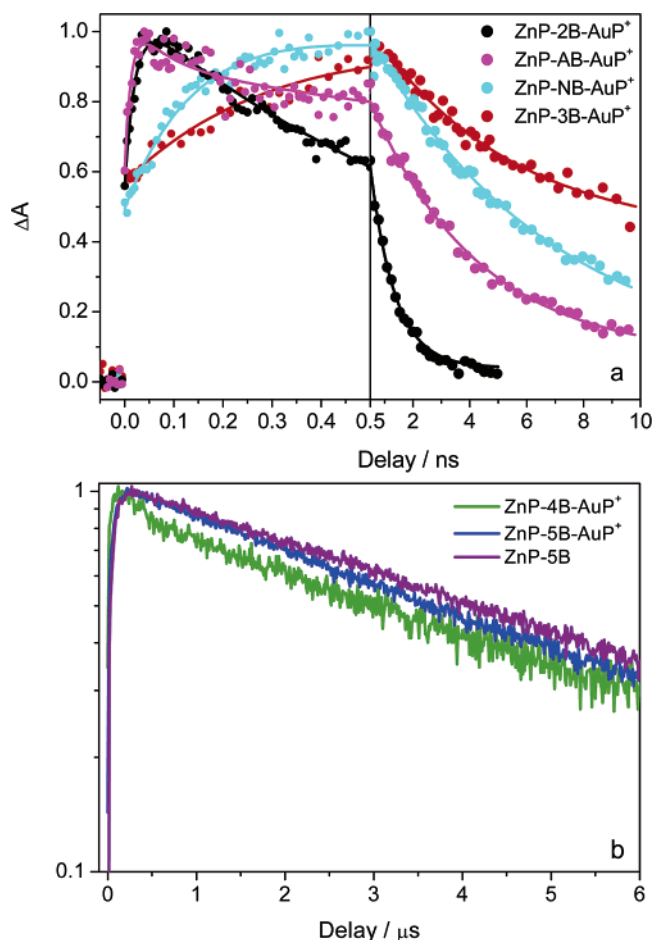 1.0
0.8
0.6
0.4
0.2
0.0
ΔA
ZnP-2B-AuP⁺
ZnP-AB-AuP⁺
ZnP-NB-AuP⁺
ZnP-3B-AuP⁺
a
0.0 0.1 0.2 0.3 0.4 0.5 2 4 6 8 10
Delay / ns
1
0.1
ZnP-4B-AuP⁺
ZnP-5B-AuP⁺
ZnP-5B
b
0 1 2 3 4 5 6
Delay / μs